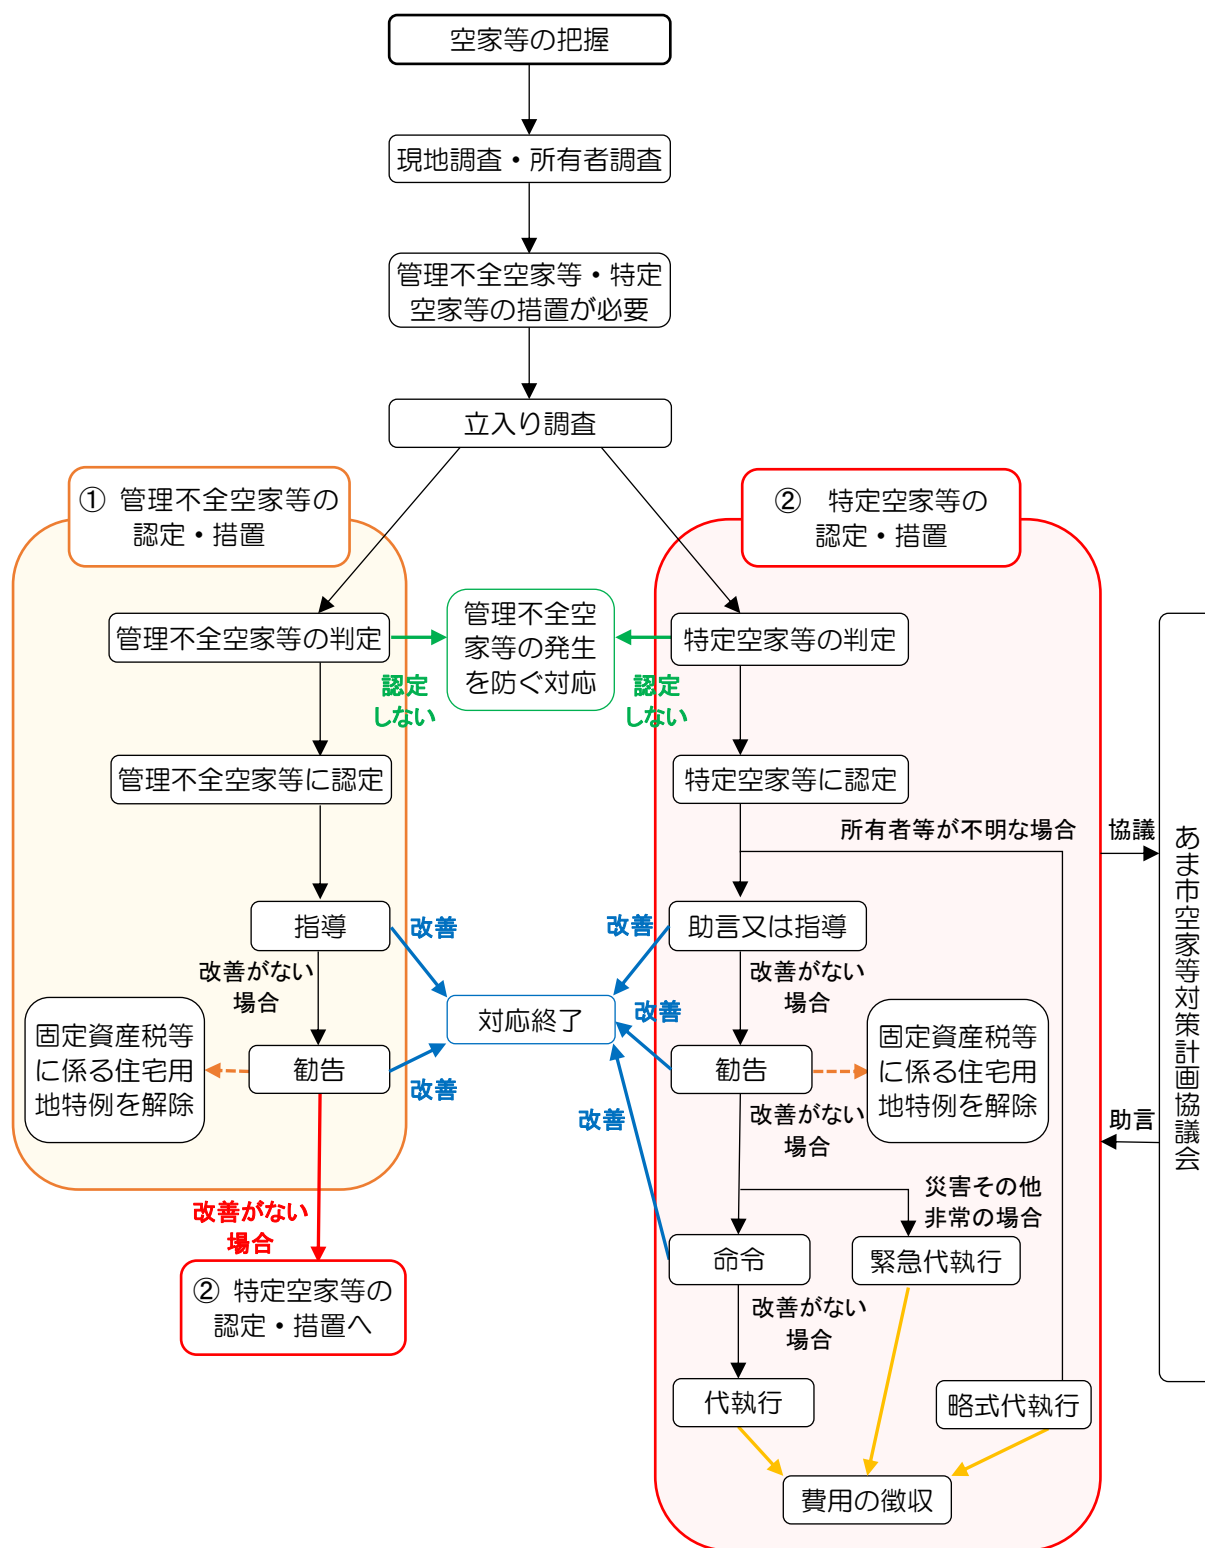 空家等の把握
現地調査・所有者調査
管理不全空家等・特定
空家等の措置が必要
立入り調査
① 管理不全空家等の
認定・措置
② 特定空家等の
認定・措置
管理不全空家等の判定
認定
しない
管理不全空
家等の発生
を防ぐ対応
認定
しない
特定空家等の判定
管理不全空家等に認定
特定空家等に認定
所有者等が不明な場合
指導
改善
改善
助言又は指導
改善がない
場合
改善がない
場合
対応終了
改善
固定資産税等
に係る住宅用
地特例を解除
勧告
改善
勧告
固定資産税等
に係る住宅用
地特例を解除
改善
改善がない
場合
改善がない
場合
災害その他
非常の場合
② 特定空家等の
認定・措置へ
命令
緊急代執行
改善がない
場合
代執行
略式代執行
費用の徴収
協議
助言
あま市空家等対策計画協議会